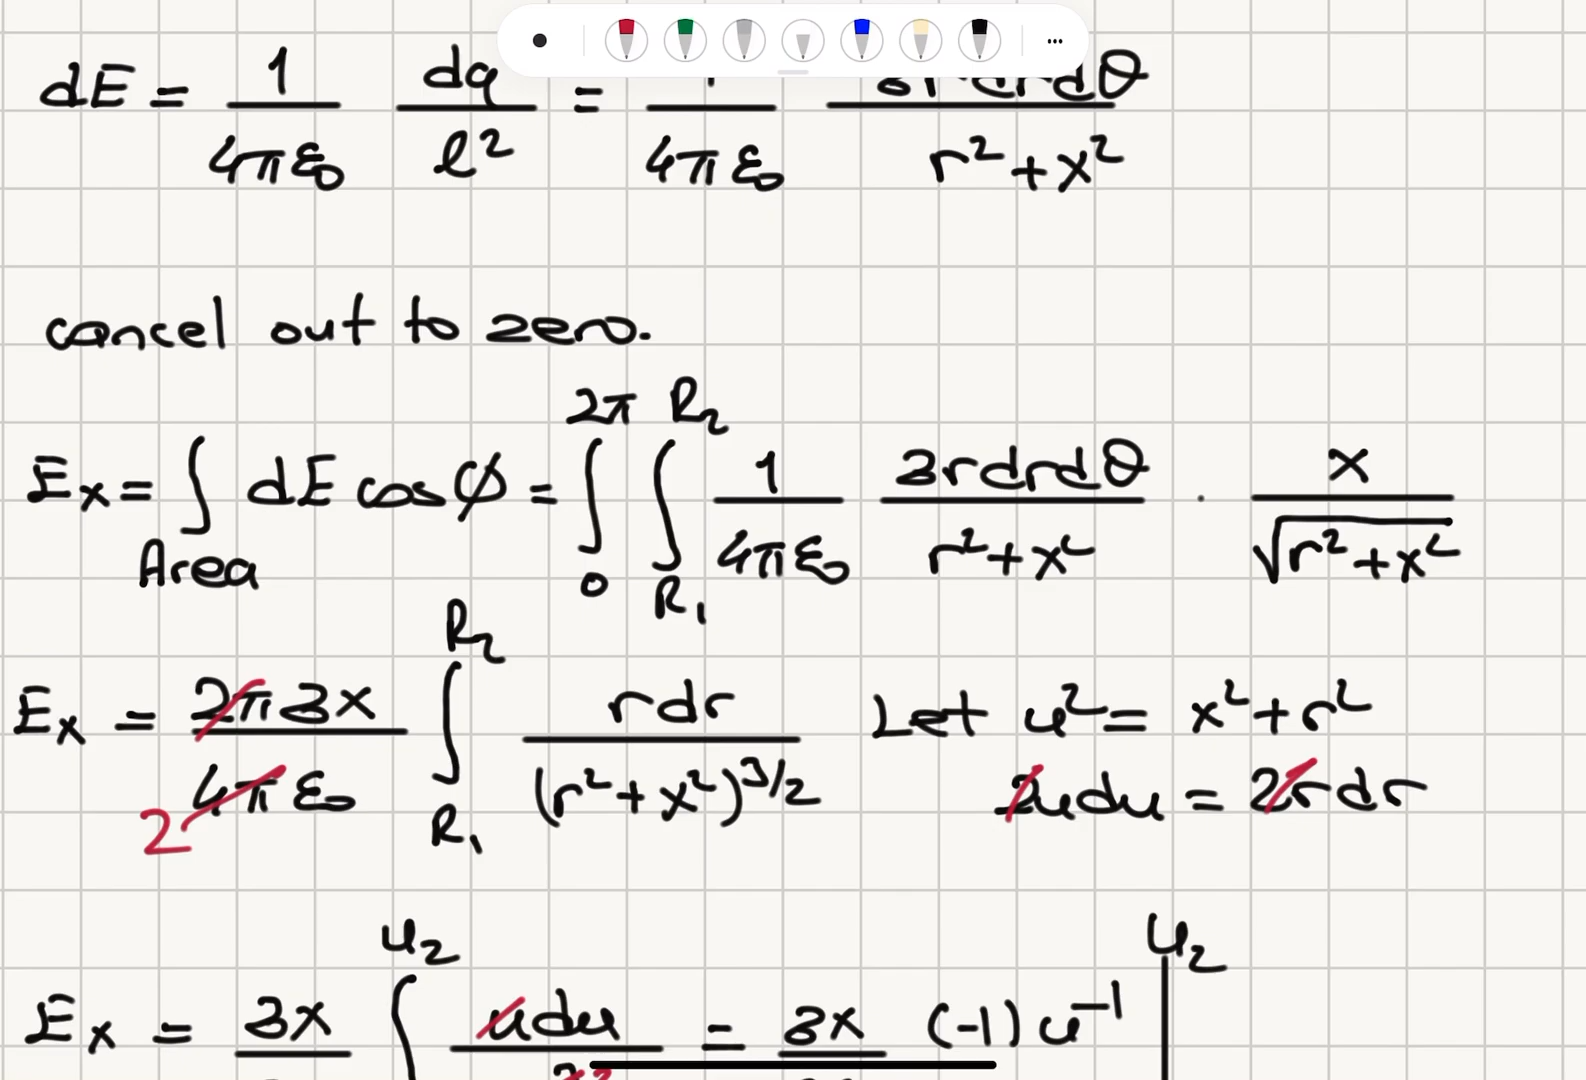 dE = 1/4πε₀ dq/ℓ² = 1/4πε₀ 3rdrdθ/r²+x²
cancel out to zero.
Eₓ = ∫Area dE cosϕ = ∫₀^2π ∫R₁^R₂ 1/4πε₀ 3rdrdθ/r²+x² · x/√r²+x²
Eₓ = 2π3x/4πε₀ 2 ∫R₁^R₂ rdr/(r²+x²)^3/2 Let u² = x²+r²
2udu = 2rdr
Eₓ = 3x ∫^u₂ udu = 3x (-1)u⁻¹ |^u₂